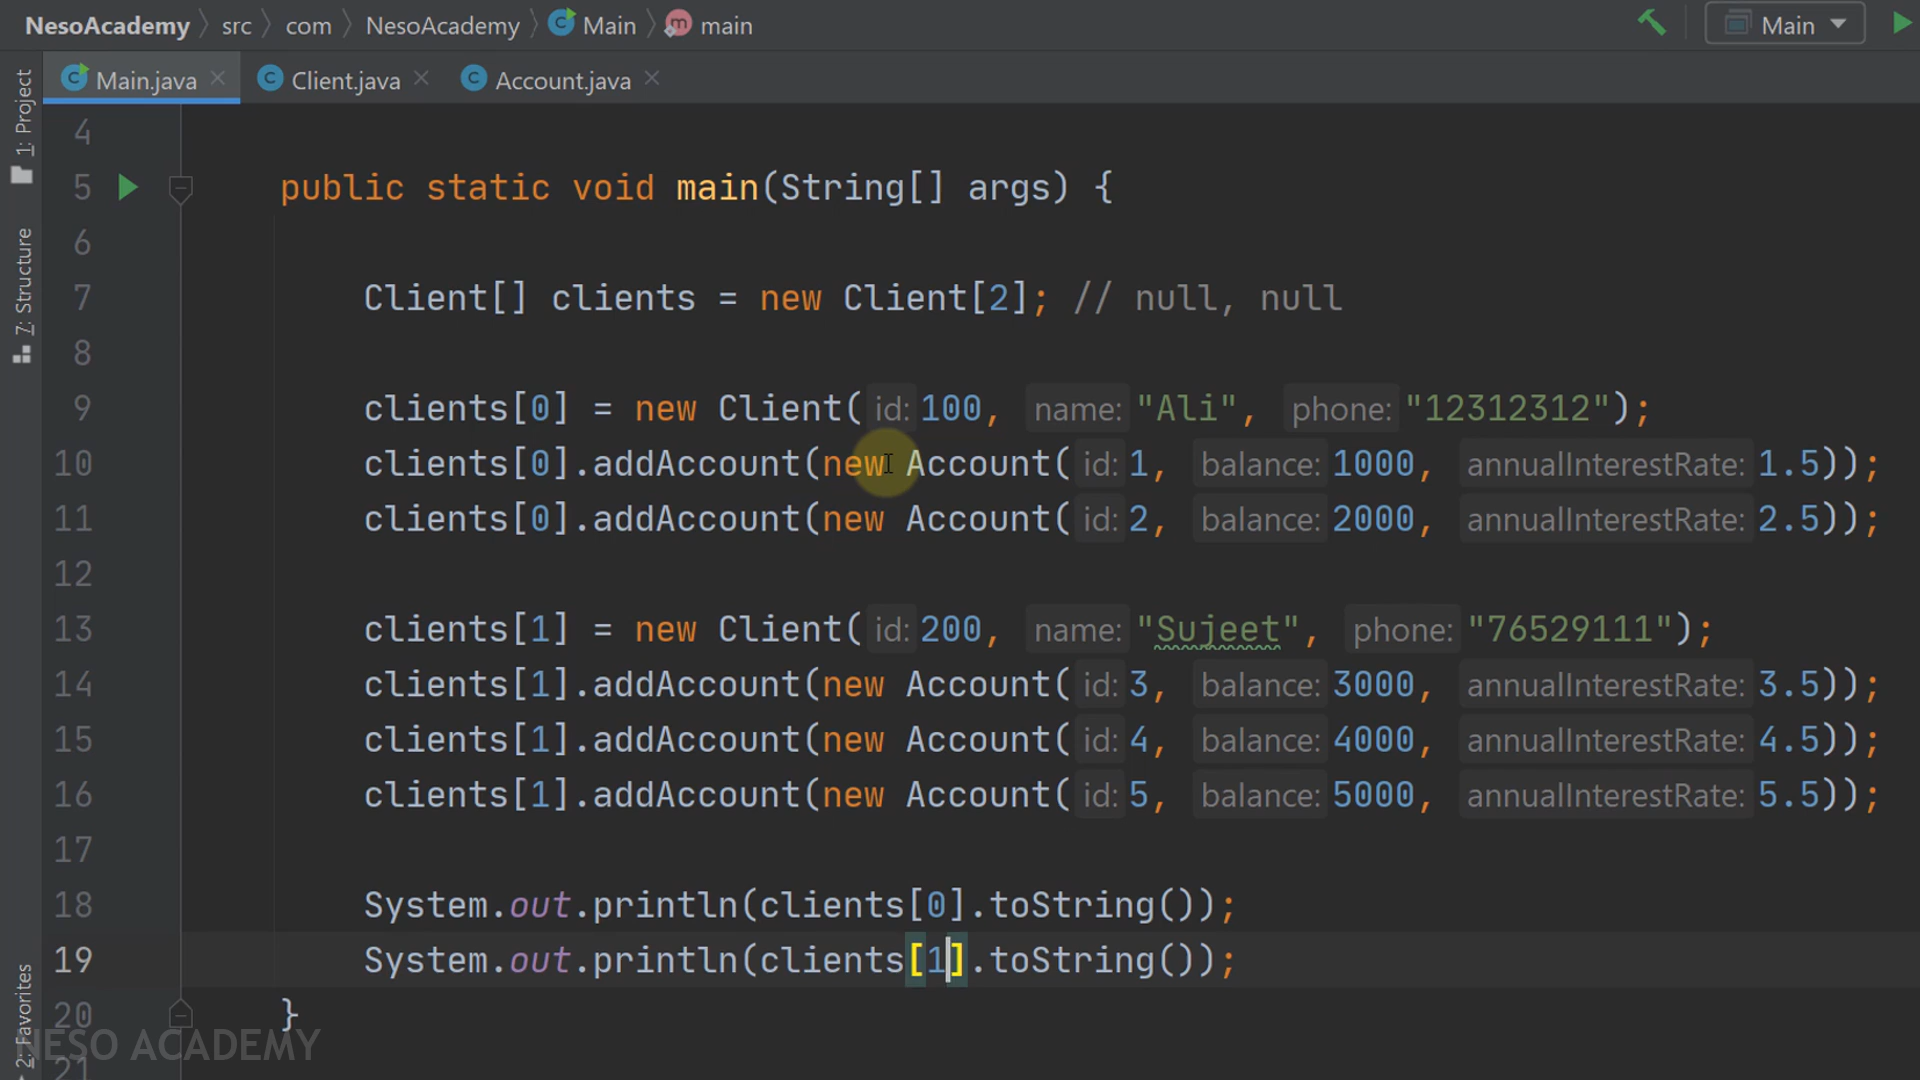 NesoAcademy src com NesoAcademy Main main Main
Main.java Client.java Account.java
1: Project
7: Structure
2: Favorites
4
5 public static void main(String[] args) {
6
7 Client[] clients = new Client[2]; // null, null
8
9 clients[0] = new Client( id: 100, name: "Ali", phone: "12312312");
10 clients[0].addAccount(new Account( id: 1, balance: 1000, annualInterestRate: 1.5));
11 clients[0].addAccount(new Account( id: 2, balance: 2000, annualInterestRate: 2.5));
12
13 clients[1] = new Client( id: 200, name: "Sujeet", phone: "76529111");
14 clients[1].addAccount(new Account( id: 3, balance: 3000, annualInterestRate: 3.5));
15 clients[1].addAccount(new Account( id: 4, balance: 4000, annualInterestRate: 4.5));
16 clients[1].addAccount(new Account( id: 5, balance: 5000, annualInterestRate: 5.5));
17
18 System.out.println(clients[0].toString());
19 System.out.println(clients[1].toString());
20 }
NESO ACADEMY
21